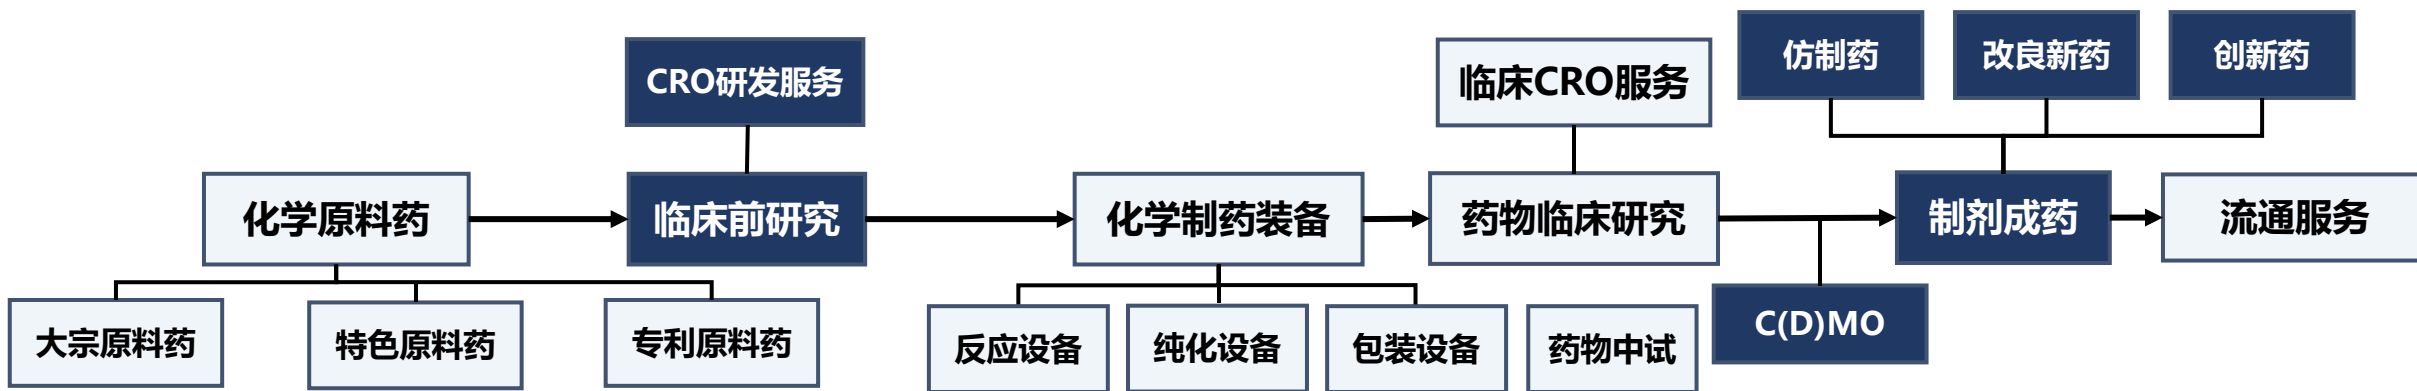 仿制药
改良新药
创新药
CRO研发服务
临床CRO服务
化学原料药
临床前研究
化学制药装备
药物临床研究
制剂成药
流通服务
大宗原料药
特色原料药
专利原料药
反应设备
纯化设备
包装设备
药物中试
C(D)MO